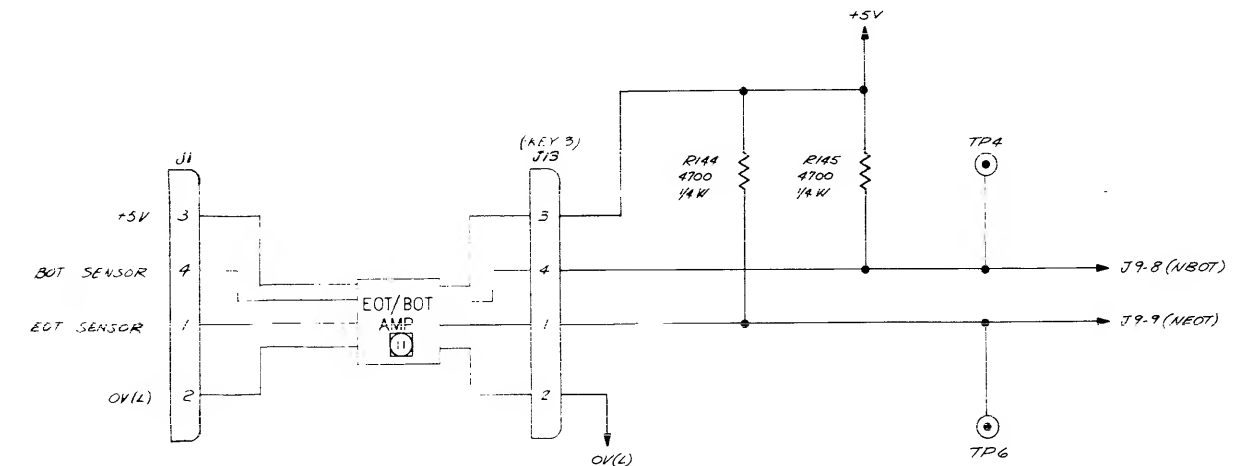 +5V
(KEY 3)
J1
J13
R144
4700
1/4 W
R145
4700
1/4 W
TP4
+5V
3
3
BOT SENSOR
4
4
J9-8 (NBOT)
EOT SENSOR
1
EOT/BOT
AMP
11
1
J9-9 (NEOT)
0V(L)
2
2
0V(L)
TP6